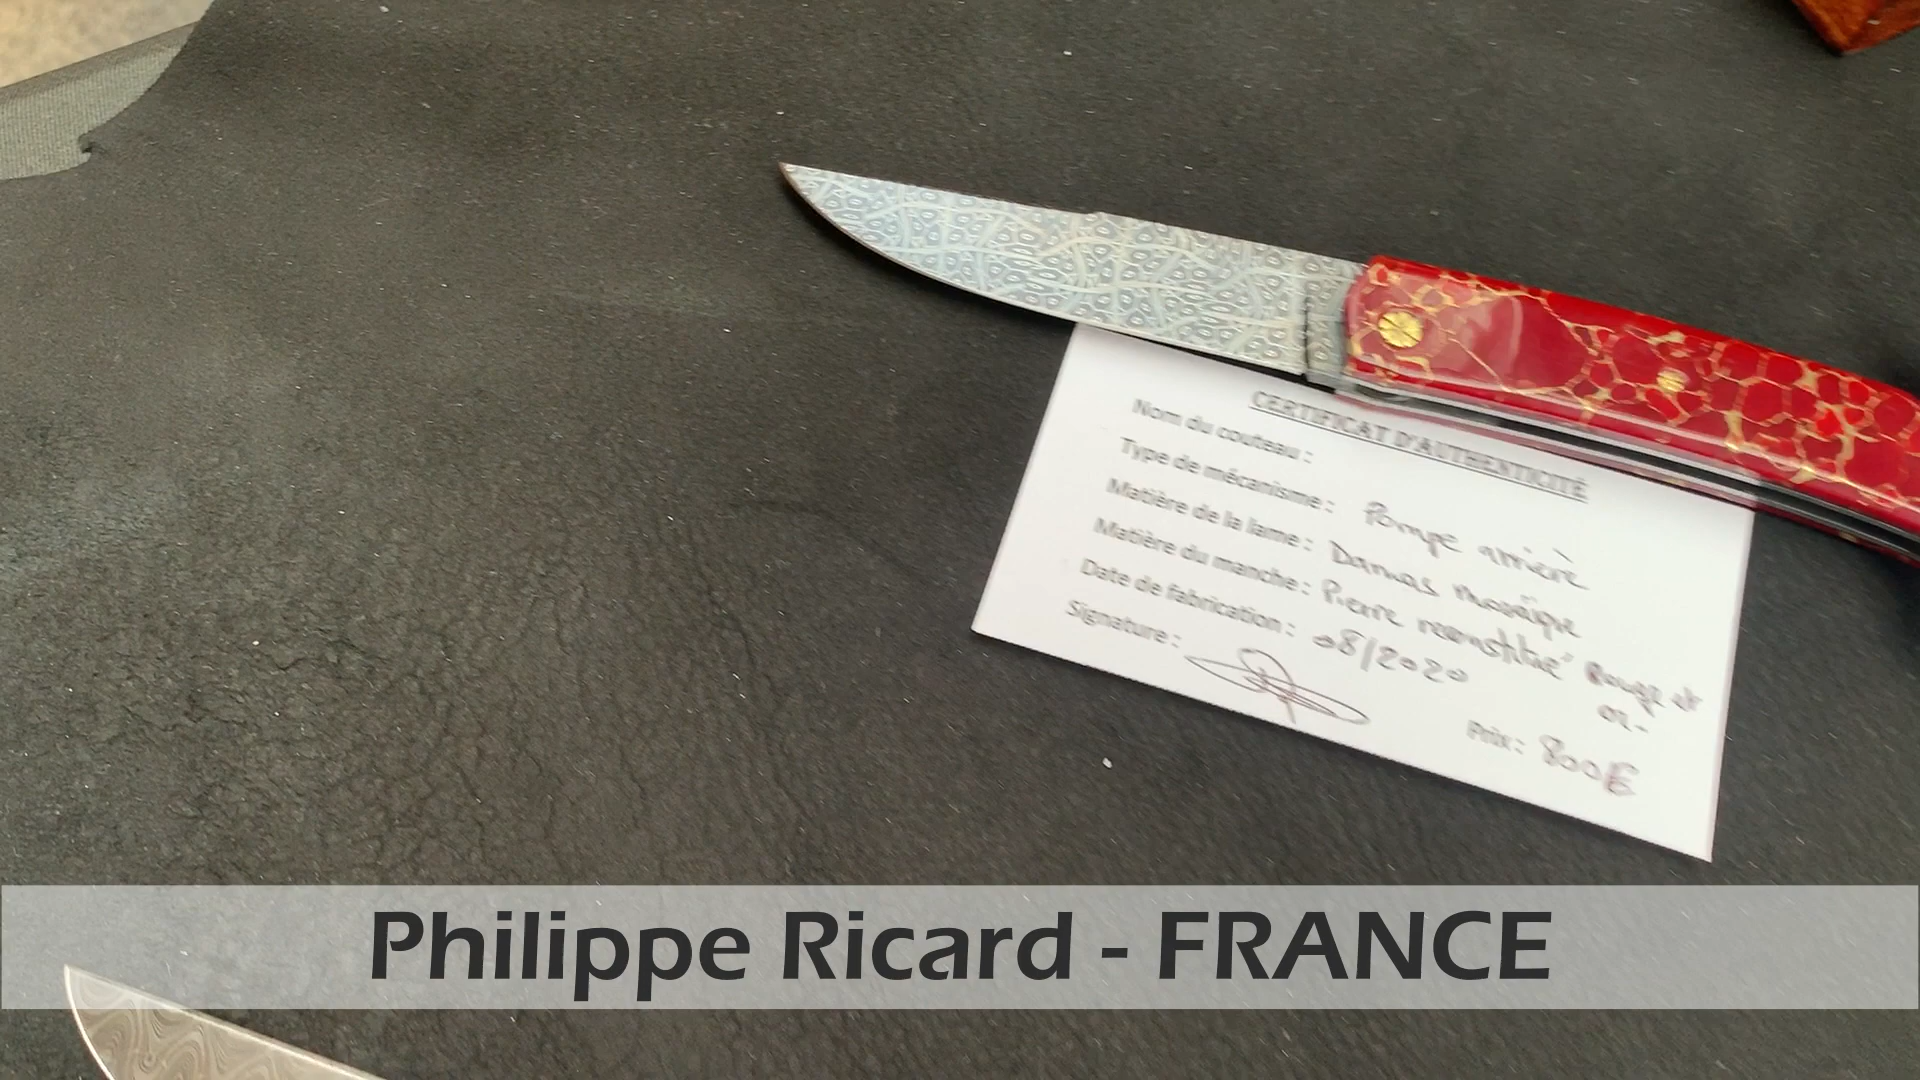 CERTIFICAT D'AUTHENTICITÉ
Nom du couteau :
Type de mécanisme : Pompe arrière
Matière de la lame : Damas mosaïque
Matière du manche : Pierre reconstitué Rouge et
or-
Date de fabrication : 08/2020
Signature :
Prix : 800€
Philippe Ricard - FRANCE